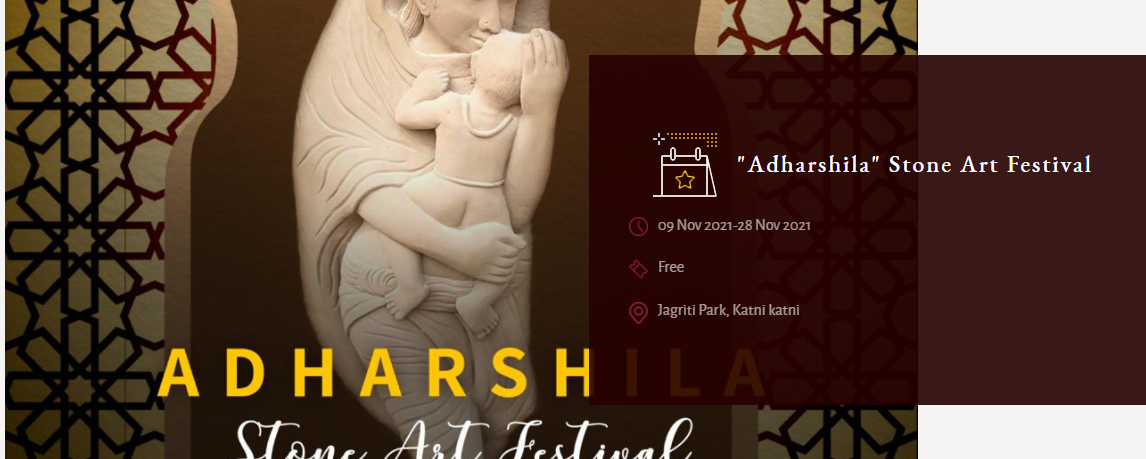 "Adharshila" Stone Art Festival
09 Nov 2021-28 Nov 2021
Free
Jagriti Park, Katni katni
ADHARSHILA
Stone Art Festival